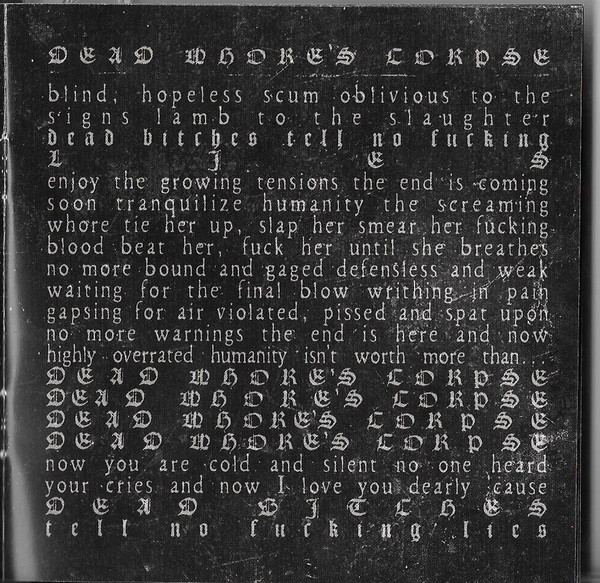 DEAD WHORE'S CORPSE
blind, hopeless scum oblivious to the
signs lamb to the slaughter
dead bitches tell no fucking
LIES
enjoy the growing tensions the end is coming
soon tranquilize humanity the screaming
whore tie her up, slap her smear her fucking
blood beat her, fuck her until she breathes
no more bound and gaged defensless and weak
waiting for the final blow writhing in pain
gapsing for air violated, pissed and spat upon
no more warnings the end is here and now
highly overrated humanity isn't worth more than...
DEAD WHORE'S CORPSE
DEAD WHORE'S CORPSE
DEAD WHORE'S CORPSE
DEAD WHORE'S CORPSE
now you are cold and silent no one heard
your cries and now I love you dearly 'cause
DEAD BITCHES
tell no fucking lies